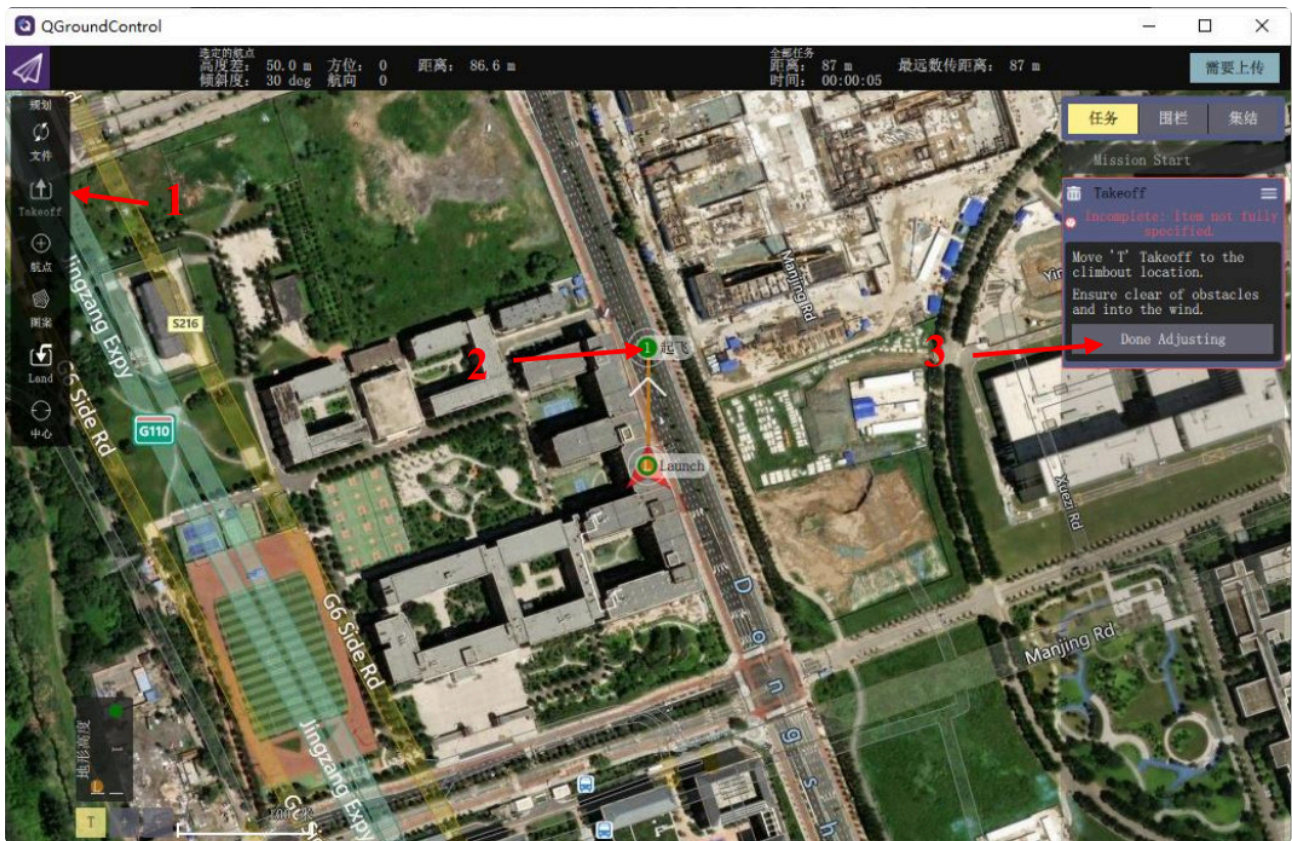 QGroundControl
选定的航点
高度差: 50.0 m 方位: 0 距离: 86.6 m
倾斜度: 30 deg 航向 0
全部任务
距离: 87 m 最远数传距离: 87 m
时间: 00:00:05
需要上传
规划
文件
Takeoff
航点
图案
Land
中心
任务 围栏 集结
Mission Start
Takeoff
Incomplete: Item not fully
specified.
Move 'T' Takeoff to the
climbout location.
Ensure clear of obstacles
and into the wind.
Done Adjusting
1
2
3
1 起飞
L Launch
Jingzang Expy
S216
G110
G6 Side Rd
G6 Side Rd
Jingzang Expy
Manjing Rd
Xuezi Rd
Manjing Rd
D o n g s h
地形高度
1
L
T